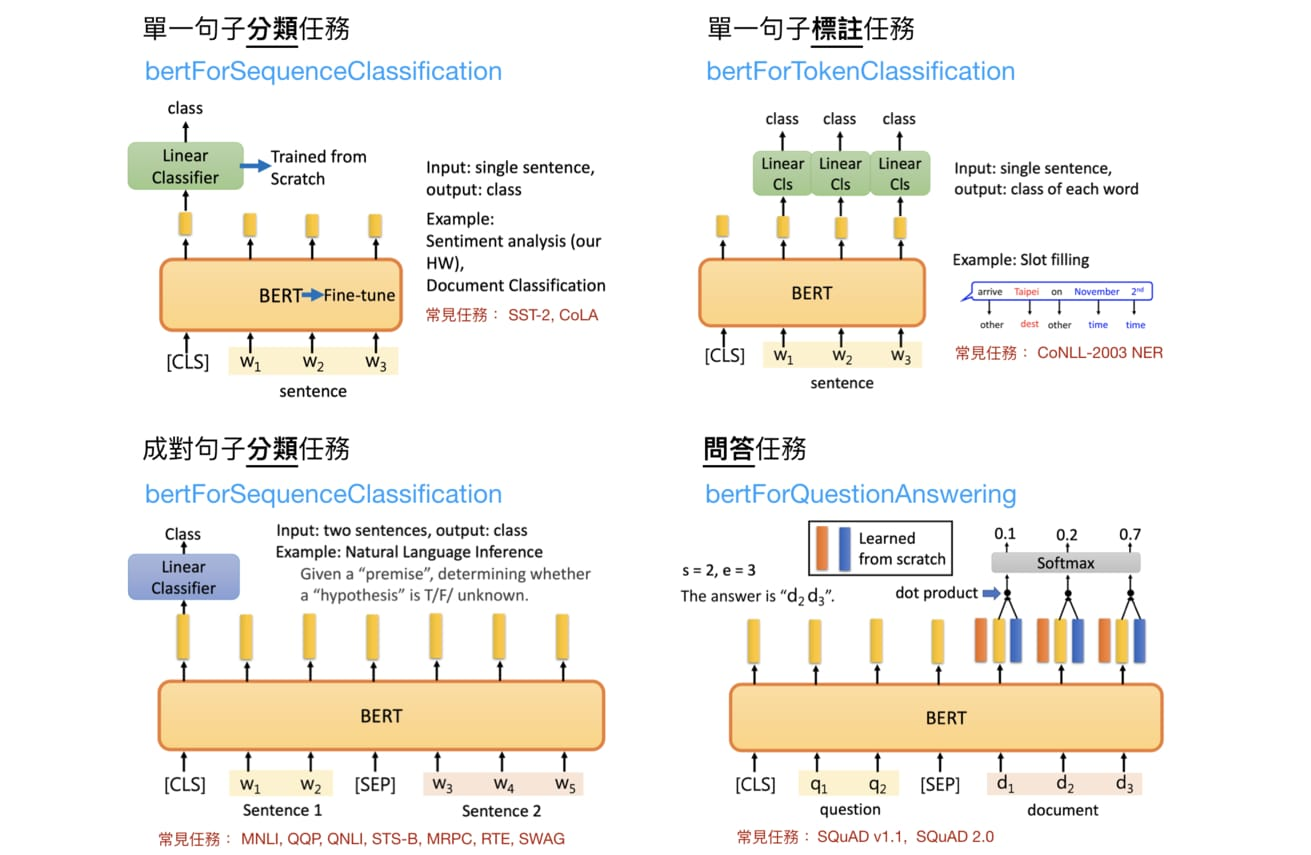 單一句子分類任務
bertForSequenceClassification
class
Linear
Classifier
Trained from
Scratch
Input: single sentence,
output: class
Example:
Sentiment analysis (our
HW),
Document Classification
常見任務： SST-2, CoLA
BERT Fine-tune
[CLS] w1 w2 w3
sentence
單一句子標註任務
bertForTokenClassification
class class class
Linear Linear Linear
Cls Cls Cls
Input: single sentence,
output: class of each word
BERT
Example: Slot filling
arrive Taipei on November 2nd
other dest other time time
常見任務： CoNLL-2003 NER
[CLS] w1 w2 w3
sentence
成對句子分類任務
bertForSequenceClassification
Class
Linear
Classifier
Input: two sentences, output: class
Example: Natural Language Inference
Given a “premise”, determining whether
a “hypothesis” is T/F/ unknown.
BERT
[CLS] w1 w2 [SEP] w3 w4 w5
Sentence 1 Sentence 2
常見任務： MNLI, QQP, QNLI, STS-B, MRPC, RTE, SWAG
問答任務
bertForQuestionAnswering
Learned
from scratch
0.1 0.2 0.7
Softmax
s = 2, e = 3
The answer is “d2 d3”.
dot product
BERT
[CLS] q1 q2 [SEP] d1 d2 d3
question document
常見任務： SQuAD v1.1, SQuAD 2.0